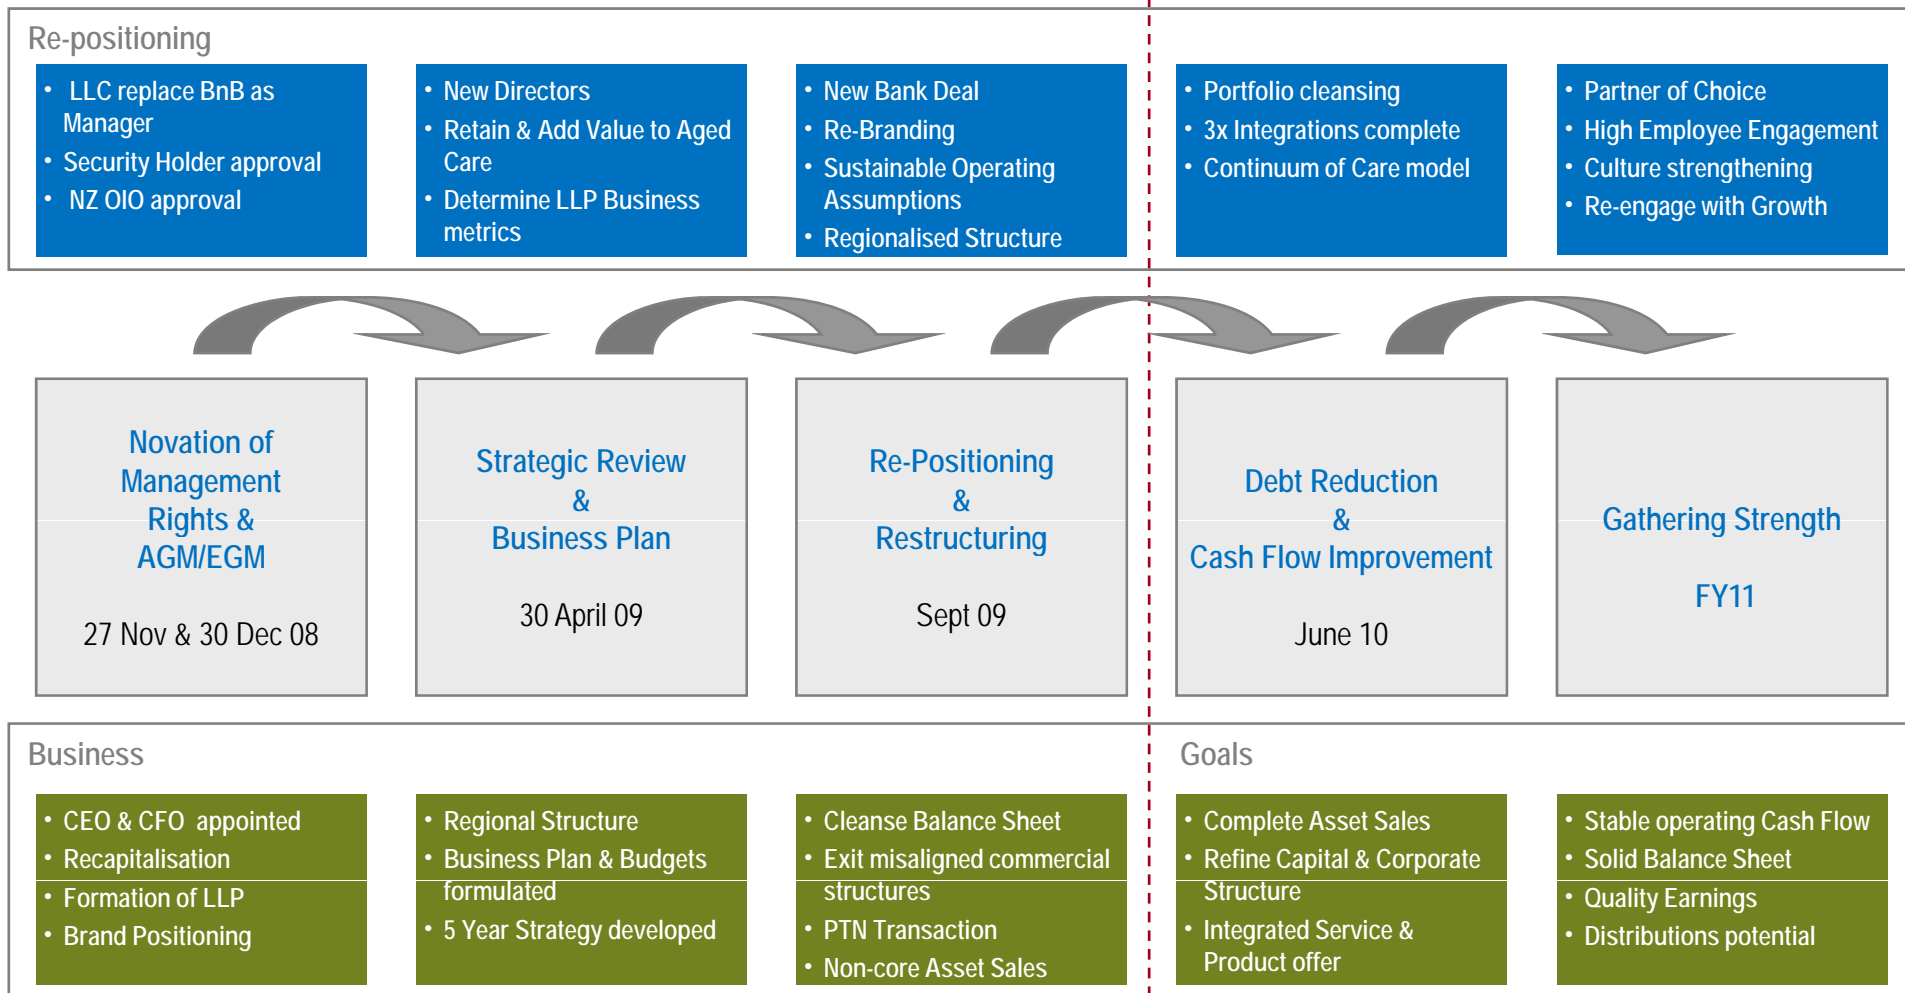 Re-positioning
• LLC replace BnB as
Manager
• Security Holder approval
• NZ OIO approval
• New Directors
• Retain & Add Value to Aged
Care
• Determine LLP Business
metrics
• New Bank Deal
• Re-Branding
• Sustainable Operating
Assumptions
• Regionalised Structure
• Portfolio cleansing
• 3x Integrations complete
• Continuum of Care model
• Partner of Choice
• High Employee Engagement
• Culture strengthening
• Re-engage with Growth
Novation of
Management
Rights &
AGM/EGM
27 Nov & 30 Dec 08
Strategic Review
&
Business Plan
30 April 09
Re-Positioning
&
Restructuring
Sept 09
Debt Reduction
&
Cash Flow Improvement
June 10
Gathering Strength
FY11
Business
• CEO & CFO appointed
• Recapitalisation
• Formation of LLP
• Brand Positioning
• Regional Structure
• Business Plan & Budgets
formulated
• 5 Year Strategy developed
• Cleanse Balance Sheet
• Exit misaligned commercial
structures
• PTN Transaction
• Non-core Asset Sales
Goals
• Complete Asset Sales
• Refine Capital & Corporate
Structure
• Integrated Service &
Product offer
• Stable operating Cash Flow
• Solid Balance Sheet
• Quality Earnings
• Distributions potential